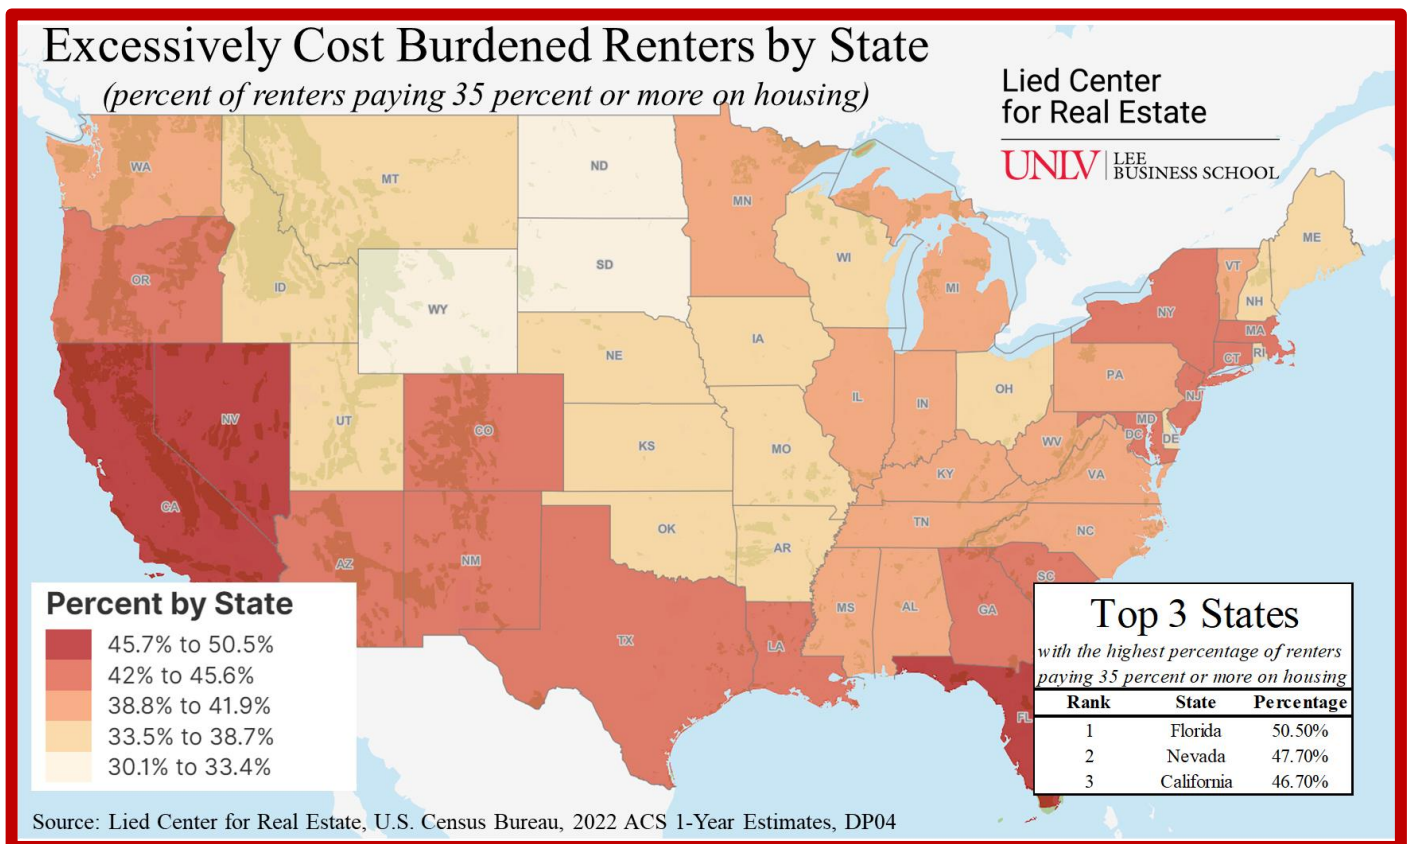 Excessively Cost Burdened Renters by State
(percent of renters paying 35 percent or more on housing)
Lied Center
for Real Estate
UNLV LEE
BUSINESS SCHOOL
WA
MT
ND
MN
OR
ID
WY
SD
WI
MI
NY
VT
NH
ME
MA
CT
RI
NV
UT
CO
NE
IA
KS
MO
IL
IN
OH
PA
NJ
MD
DC
DE
WV
VA
KY
CA
AZ
NM
OK
AR
TN
NC
SC
TX
LA
MS
AL
GA
FL
Percent by State
45.7% to 50.5%
42% to 45.6%
38.8% to 41.9%
33.5% to 38.7%
30.1% to 33.4%
Top 3 States
with the highest percentage of renters
paying 35 percent or more on housing
Rank State Percentage
1 Florida 50.50%
2 Nevada 47.70%
3 California 46.70%
Source: Lied Center for Real Estate, U.S. Census Bureau, 2022 ACS 1-Year Estimates, DP04